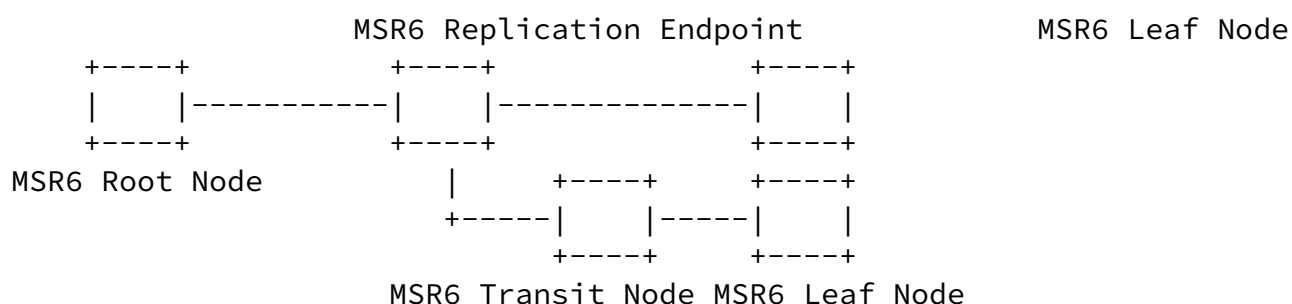 MSR6 Replication Endpoint MSR6 Leaf Node
MSR6 Root Node
MSR6 Transit Node MSR6 Leaf Node